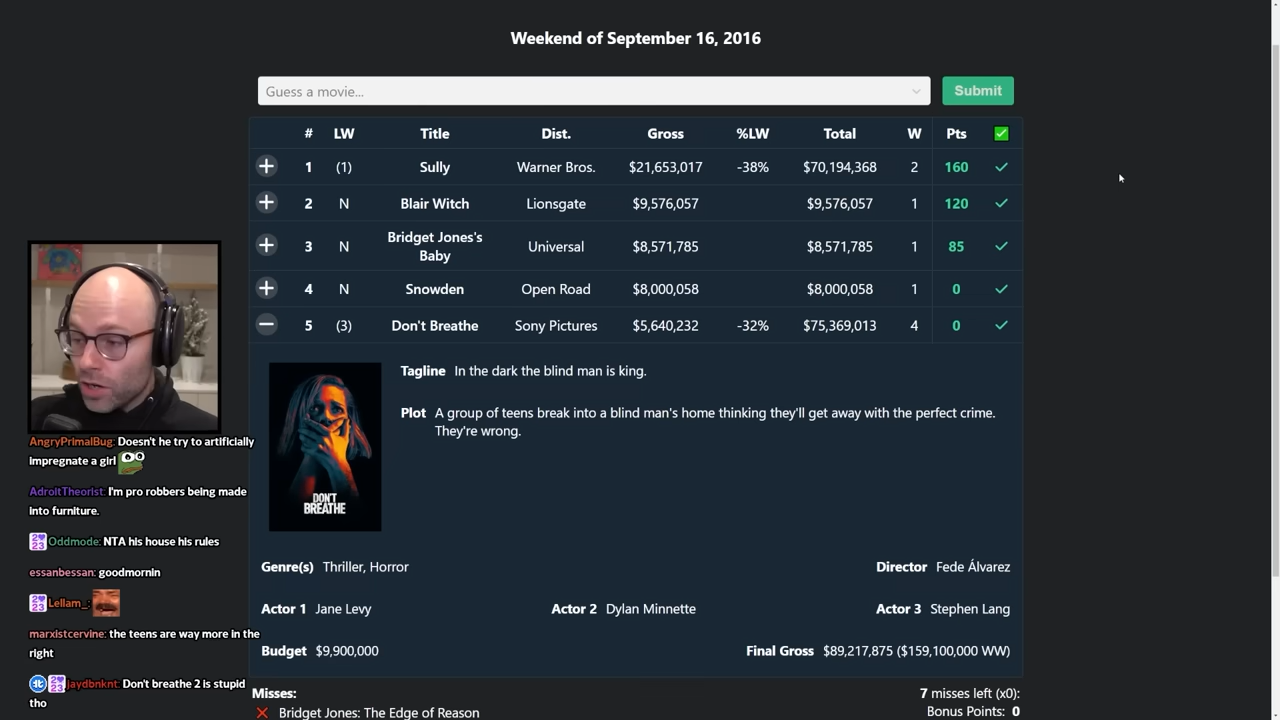 Weekend of September 16, 2016
Guess a movie...
Submit
# LW Title Dist. Gross %LW Total W Pts ✅
1 (1) Sully Warner Bros. $21,653,017 -38% $70,194,368 2 160 ✓
2 N Blair Witch Lionsgate $9,576,057 $9,576,057 1 120 ✓
3 N Bridget Jones's Baby Universal $8,571,785 $8,571,785 1 85 ✓
4 N Snowden Open Road $8,000,058 $8,000,058 1 0 ✓
5 (3) Don't Breathe Sony Pictures $5,640,232 -32% $75,369,013 4 0 ✓
DON'T
BREATHE
Tagline In the dark the blind man is king.
Plot A group of teens break into a blind man's home thinking they'll get away with the perfect crime.
They're wrong.
Genre(s) Thriller, Horror
Director Fede Álvarez
Actor 1 Jane Levy
Actor 2 Dylan Minnette
Actor 3 Stephen Lang
Budget $9,900,000
Final Gross $89,217,875 ($159,100,000 WW)
Misses:
❌ Bridget Jones: The Edge of Reason
7 misses left (x0):
Bonus Points: 0
AngryPrimalBug: Doesn't he try to artificially
impregnate a girl
AdroitTheorist: I'm pro robbers being made
into furniture.
Oddmode: NTA his house his rules
essanbessan: goodmornin
Lellam_:
marxistcervine: the teens are way more in the
right
jaydbnknt: Don't breathe 2 is stupid
tho